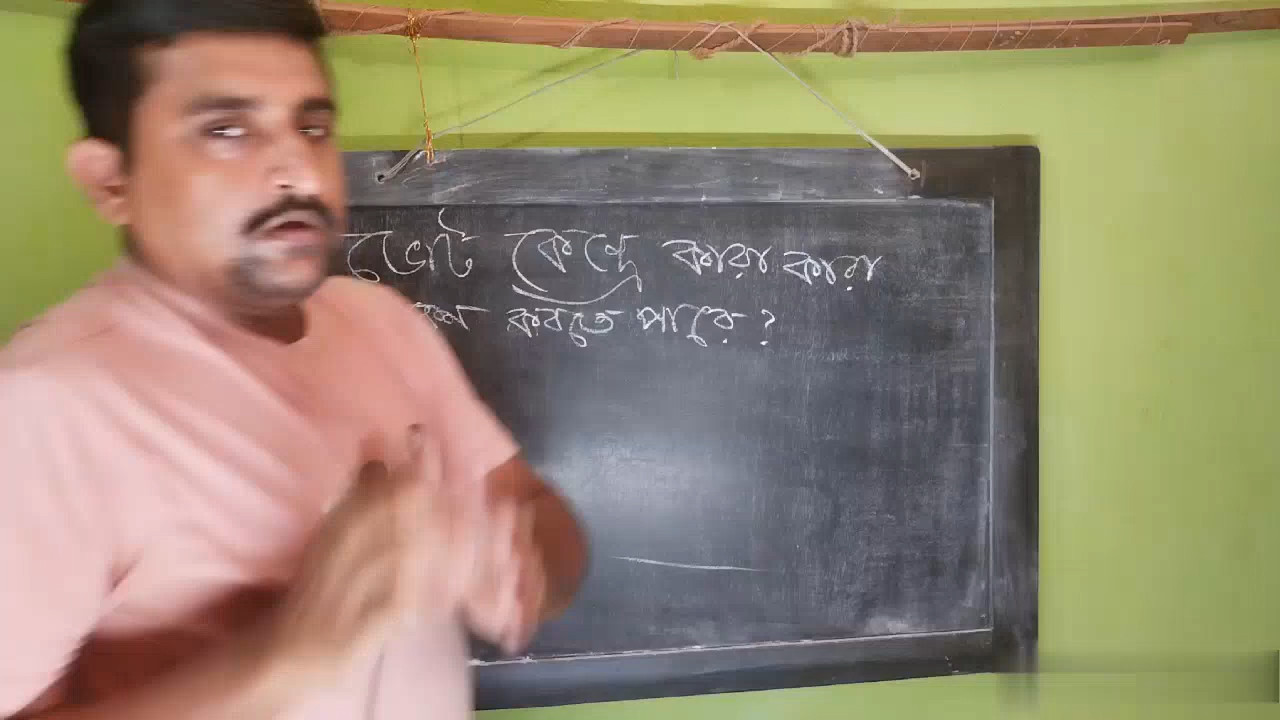 ভোট কেন্দ্রে কারা কারা
করতে পারে?